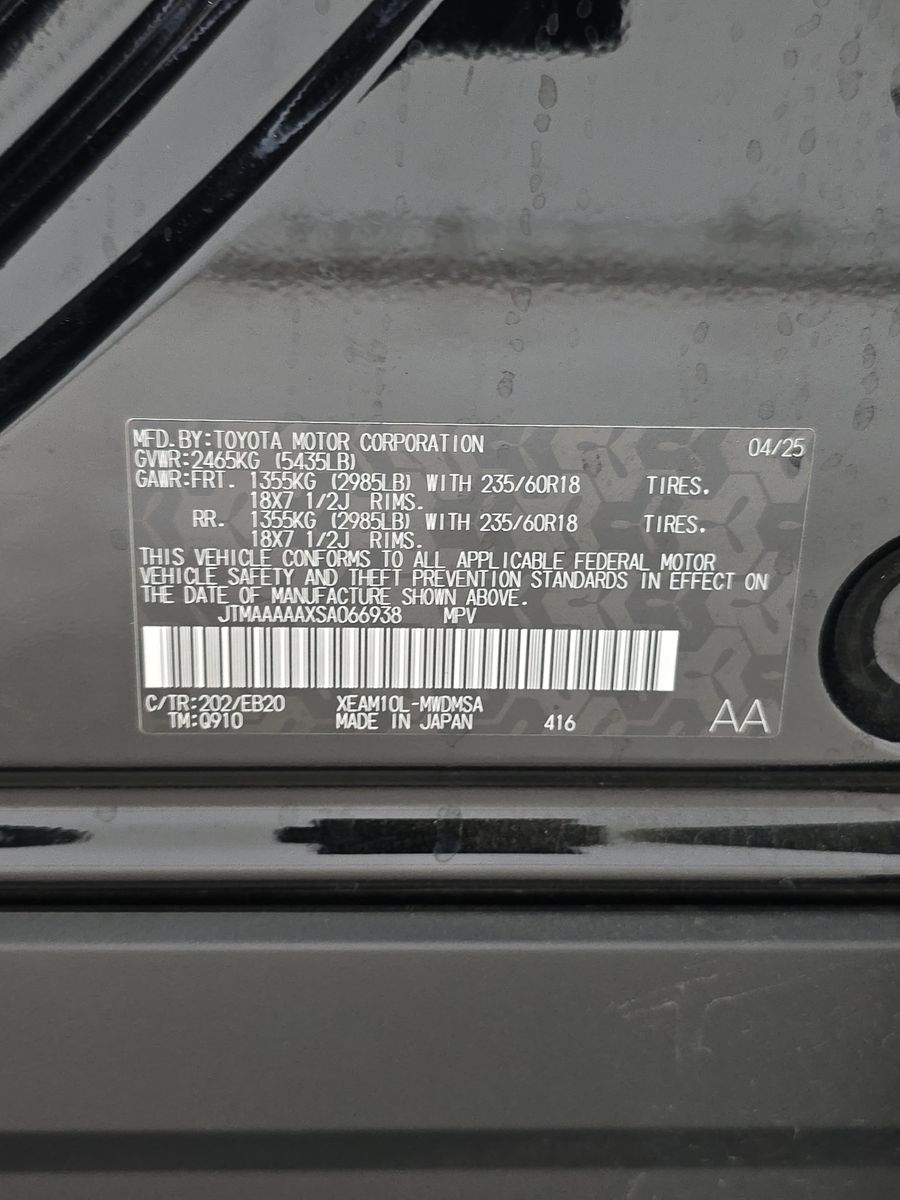 MFD.BY:TOYOTA MOTOR CORPORATION 04/25
GVWR:2465KG (5435LB)
GAWR:FRT. 1355KG (2985LB) WITH 235/60R18 TIRES.
18X7 1/2J RIMS.
RR. 1355KG (2985LB) WITH 235/60R18 TIRES.
18X7 1/2J RIMS.
THIS VEHICLE CONFORMS TO ALL APPLICABLE FEDERAL MOTOR
VEHICLE SAFETY AND THEFT PREVENTION STANDARDS IN EFFECT ON
THE DATE OF MANUFACTURE SHOWN ABOVE.
JTMAAAAAXSA066938 MPV
C/TR:202/EB20 XEAM10L-MWDMSA
TM:Q910 MADE IN JAPAN 416 AA